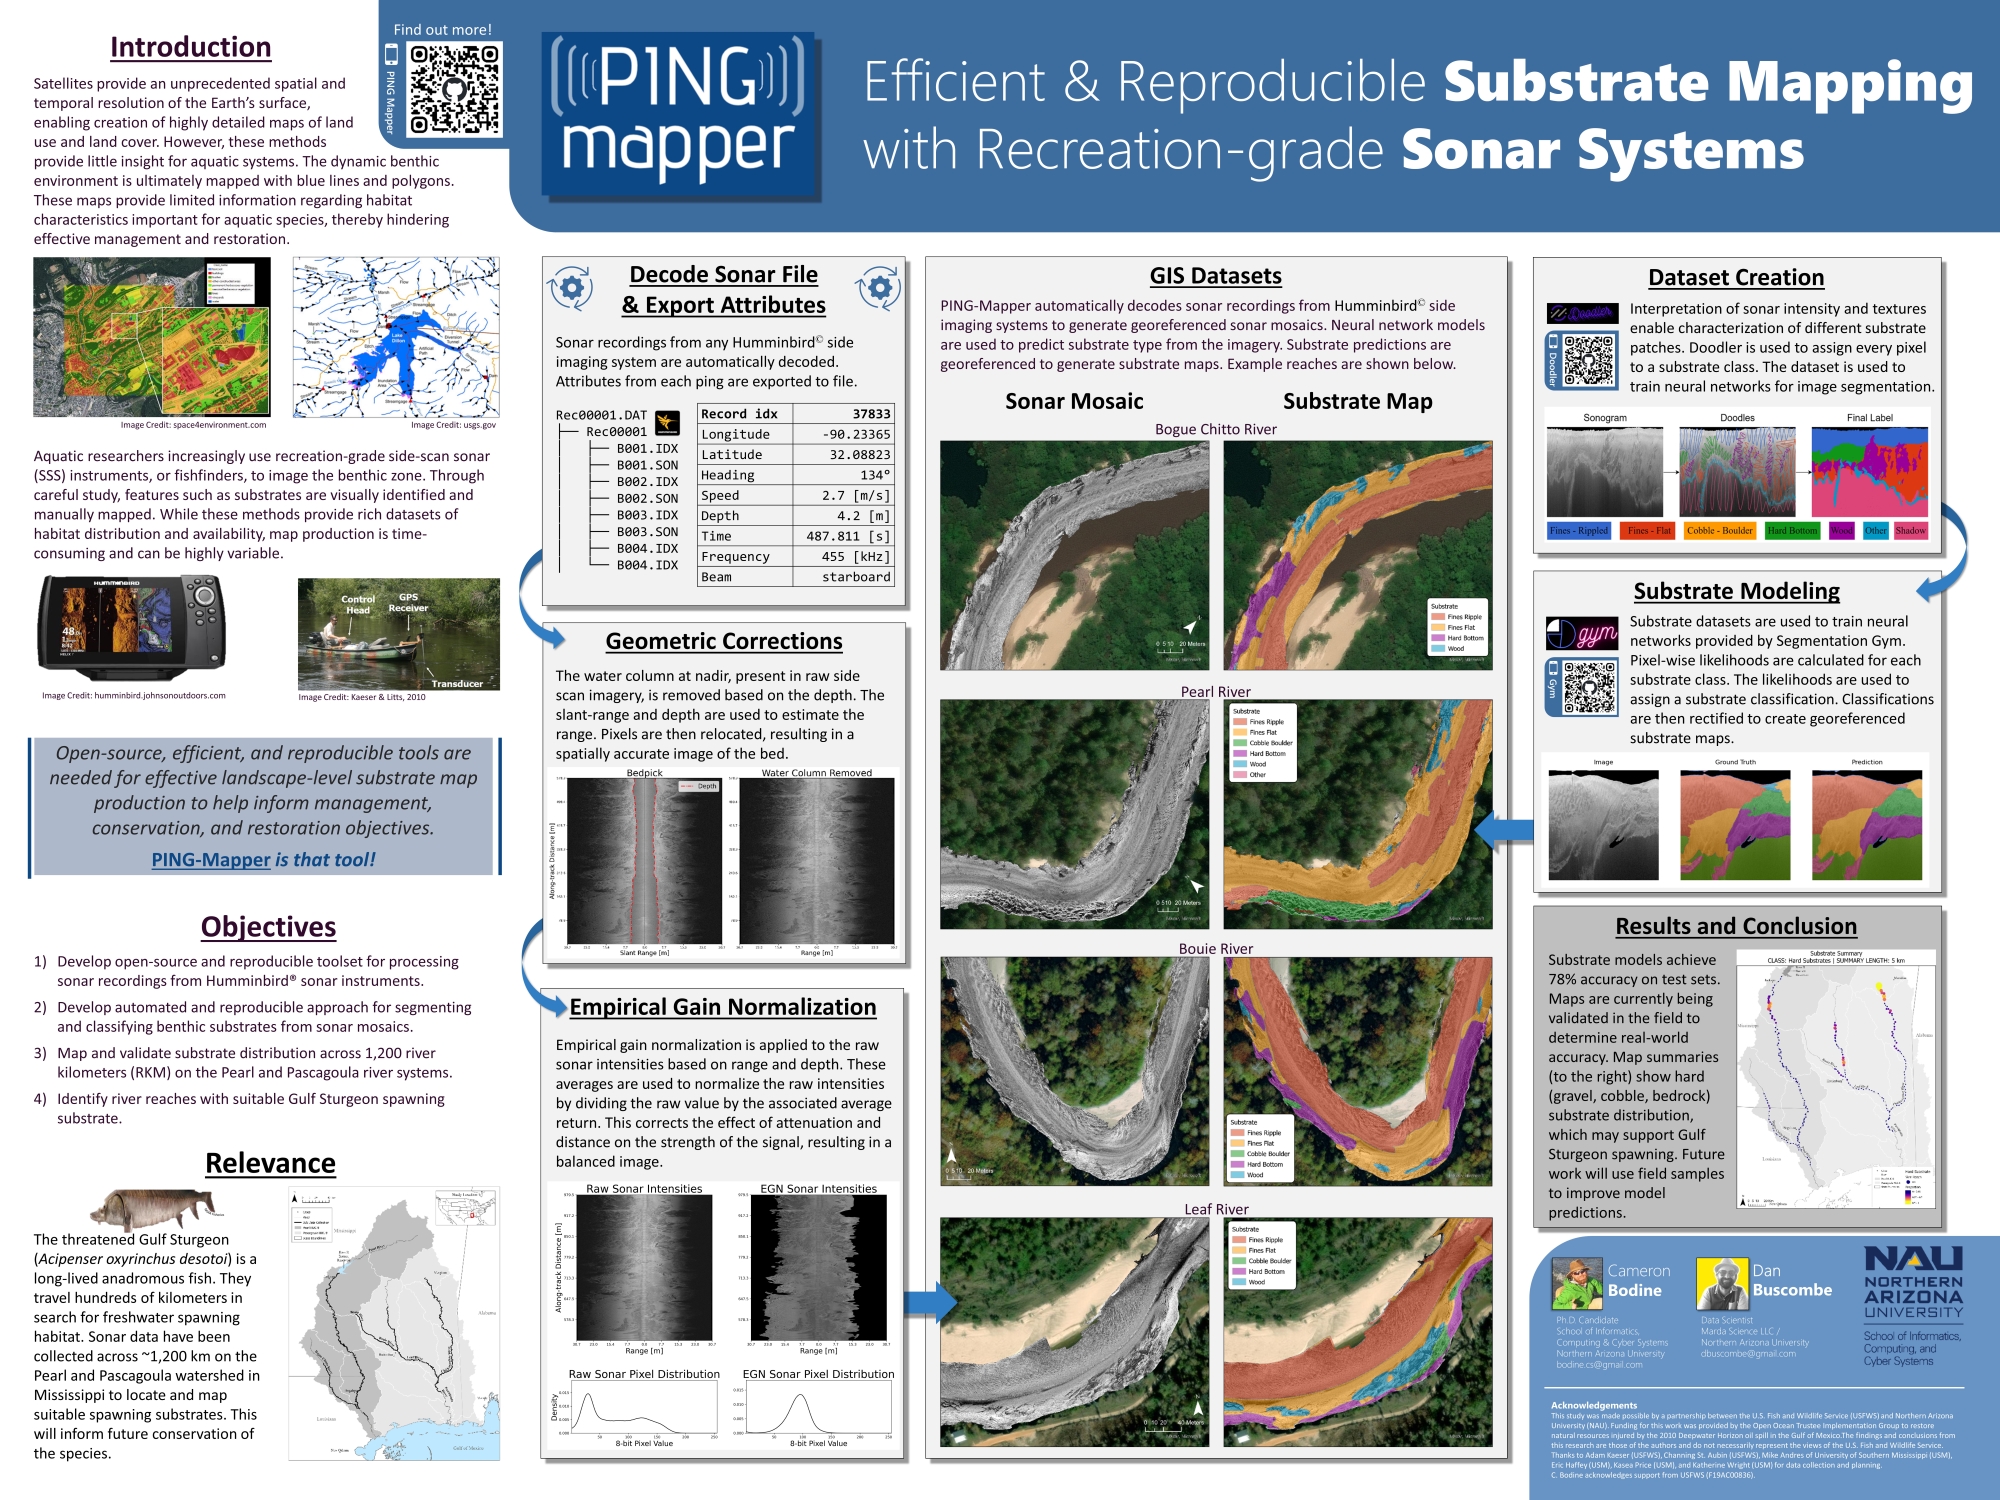 Introduction
Satellites provide an unprecedented spatial and
temporal resolution of the Earth's surface,
enabling creation of highly detailed maps of land
use and land cover. However, these methods
provide little insight for aquatic systems. The dynamic benthic
environment is ultimately mapped with blue lines and polygons.
These maps provide limited information regarding habitat
characteristics important for aquatic species, thereby hindering
effective management and restoration.
Image Credit: space4environment.com
Image Credit: usgs.gov
Aquatic researchers increasingly use recreation-grade side-scan sonar
(SSS) instruments, or fishfinders, to image the benthic zone. Through
careful study, features such as substrates are visually identified and
manually mapped. While these methods provide rich datasets of
habitat distribution and availability, map production is time-
consuming and can be highly variable.
HUMMINBIRD
Control Head
GPS Receiver
Transducer
Image Credit: humminbird.johnsonoutdoors.com
Image Credit: Kaeser & Litts, 2010
Open-source, efficient, and reproducible tools are
needed for effective landscape-level substrate map
production to help inform management,
conservation, and restoration objectives.
PING-Mapper is that tool!
Objectives
1) Develop open-source and reproducible toolset for processing
sonar recordings from Humminbird® sonar instruments.
2) Develop automated and reproducible approach for segmenting
and classifying benthic substrates from sonar mosaics.
3) Map and validate substrate distribution across 1,200 river
kilometers (RKM) on the Pearl and Pascagoula river systems.
4) Identify river reaches with suitable Gulf Sturgeon spawning
substrate.
Relevance
The threatened Gulf Sturgeon
(Acipenser oxyrinchus desotoi) is a
long-lived anadromous fish. They
travel hundreds of kilometers in
search for freshwater spawning
habitat. Sonar data have been
collected across ~1,200 km on the
Pearl and Pascagoula watershed in
Mississippi to locate and map
suitable spawning substrates. This
will inform future conservation of
the species.
Mississippi
Alabama
Louisiana
Gulf of Mexico
Find out more!
PING Mapper
PING
mapper
Efficient & Reproducible Substrate Mapping
with Recreation-grade Sonar Systems
Decode Sonar File
& Export Attributes
Sonar recordings from any Humminbird© side
imaging system are automatically decoded.
Attributes from each ping are exported to file.
Rec00001.DAT
Rec00001
B001.IDX
B001.SON
B002.IDX
B002.SON
B003.IDX
B003.SON
B004.IDX
B004.IDX
Record idx 37833
Longitude -90.23365
Latitude 32.08823
Heading 134°
Speed 2.7 [m/s]
Depth 4.2 [m]
Time 487.811 [s]
Frequency 455 [kHz]
Beam starboard
Geometric Corrections
The water column at nadir, present in raw side
scan imagery, is removed based on the depth. The
slant-range and depth are used to estimate the
range. Pixels are then relocated, resulting in a
spatially accurate image of the bed.
Bedpick
Water Column Removed
Depth
Along-track Distance [m]
Slant Range [m]
Range [m]
Empirical Gain Normalization
Empirical gain normalization is applied to the raw
sonar intensities based on range and depth. These
averages are used to normalize the raw intensities
by dividing the raw value by the associated average
return. This corrects the effect of attenuation and
distance on the strength of the signal, resulting in a
balanced image.
Raw Sonar Intensities
EGN Sonar Intensities
Along-track Distance [m]
Range [m]
Range [m]
Raw Sonar Pixel Distribution
EGN Sonar Pixel Distribution
Density
0 50 100 150 200 250
0 50 100 150 200 250
8-bit Pixel Value
8-bit Pixel Value
GIS Datasets
PING-Mapper automatically decodes sonar recordings from Humminbird© side
imaging systems to generate georeferenced sonar mosaics. Neural network models
are used to predict substrate type from the imagery. Substrate predictions are
georeferenced to generate substrate maps. Example reaches are shown below.
Sonar Mosaic
Substrate Map
Bogue Chitto River
0 5 10 20 Meters
Substrate
Fines Ripple
Fines Flat
Hard Bottom
Wood
Pearl River
0 5 10 20 Meters
Substrate
Fines Ripple
Fines Flat
Cobble Boulder
Hard Bottom
Wood
Other
Bouie River
0 5 10 20 Meters
Substrate
Fines Ripple
Fines Flat
Cobble Boulder
Hard Bottom
Wood
Leaf River
0 10 20 40 Meters
Substrate
Fines Ripple
Fines Flat
Cobble Boulder
Hard Bottom
Wood
Dataset Creation
Doodler
Doodler
Interpretation of sonar intensity and textures
enable characterization of different substrate
patches. Doodler is used to assign every pixel
to a substrate class. The dataset is used to
train neural networks for image segmentation.
Sonogram
Doodles
Final Label
Fines - Rippled
Fines - Flat
Cobble - Boulder
Hard Bottom
Wood
Other
Shadow
Substrate Modeling
gym
Gym
Substrate datasets are used to train neural
networks provided by Segmentation Gym.
Pixel-wise likelihoods are calculated for each
substrate class. The likelihoods are used to
assign a substrate classification. Classifications
are then rectified to create georeferenced
substrate maps.
Image
Ground Truth
Prediction
Results and Conclusion
Substrate models achieve
78% accuracy on test sets.
Maps are currently being
validated in the field to
determine real-world
accuracy. Map summaries
(to the right) show hard
(gravel, cobble, bedrock)
substrate distribution,
which may support Gulf
Sturgeon spawning. Future
work will use field samples
to improve model
predictions.
Substrate Summary
CLASS: Hard Substrates | SUMMARY LENGTH: 5 km
Cameron
Bodine
Ph.D. Candidate
School of Informatics,
Computing & Cyber Systems
Northern Arizona University
bodine.cs@gmail.com
Dan
Buscombe
Data Scientist
Marda Science LLC /
Northern Arizona University
dbuscombe@gmail.com
NAU
NORTHERN
ARIZONA
UNIVERSITY
School of Informatics,
Computing, and
Cyber Systems
Acknowledgements
This study was made possible by a partnership between the U.S. Fish and Wildlife Service (USFWS) and Northern Arizona
University (NAU). Funding for this work was provided by the Open Ocean Trustee Implementation Group to restore
natural resources injured by the 2010 Deepwater Horizon oil spill in the Gulf of Mexico.The findings and conclusions from
this research are those of the authors and do not necessarily represent the views of the U.S. Fish and Wildlife Service.
Thanks to Adam Kaeser (USFWS), Channing St. Aubin (USFWS), Mike Andres of University of Southern Mississippi (USM),
Eric Haffey (USM), Kasea Price (USM), and Katherine Wright (USM) for data collection and planning.
C. Bodine acknowledges support from USFWS (F19AC00836).